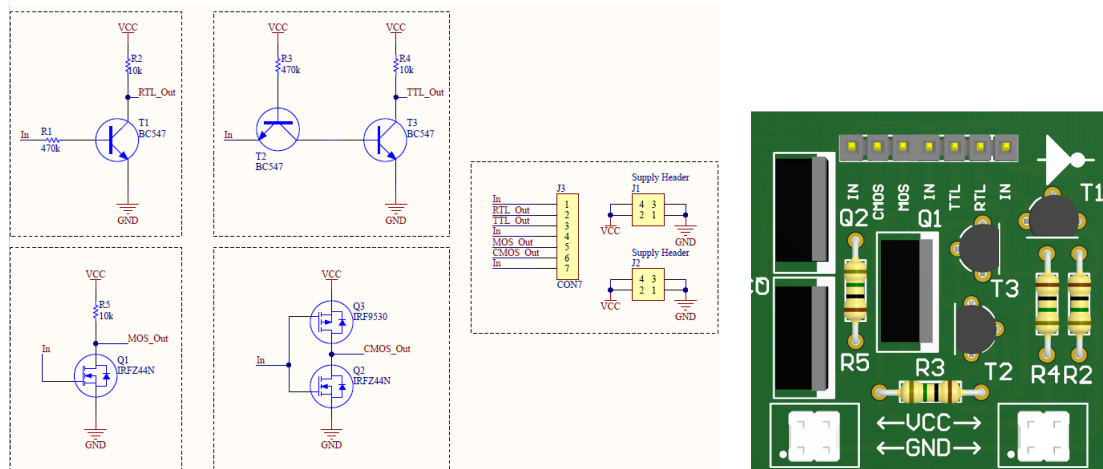 VCC
R2
10k
RTL_Out
T1
BC547
In
R1
470k
GND
VCC
VCC
R3
470k
R4
10k
TTL_Out
T3
BC547
In
T2
BC547
GND
VCC
R5
10k
MOS_Out
In
Q1
IRFZ44N
GND
VCC
Q3
IRF9530
In
CMOS_Out
Q2
IRFZ44N
GND
J3
In 1
RTL_Out 2
TTL_Out 3
In 4
MOS_Out 5
CMOS_Out 6
In 7
CON7
Supply Header
J1
4 3
2 1
VCC
GND
Supply Header
J2
4 3
2 1
VCC
GND
IN
CMOS
MOS
IN
TTL
RTL
IN
T1
Q2
Q1
T3
R5
T2
R4
R2
R3
VCC
GND